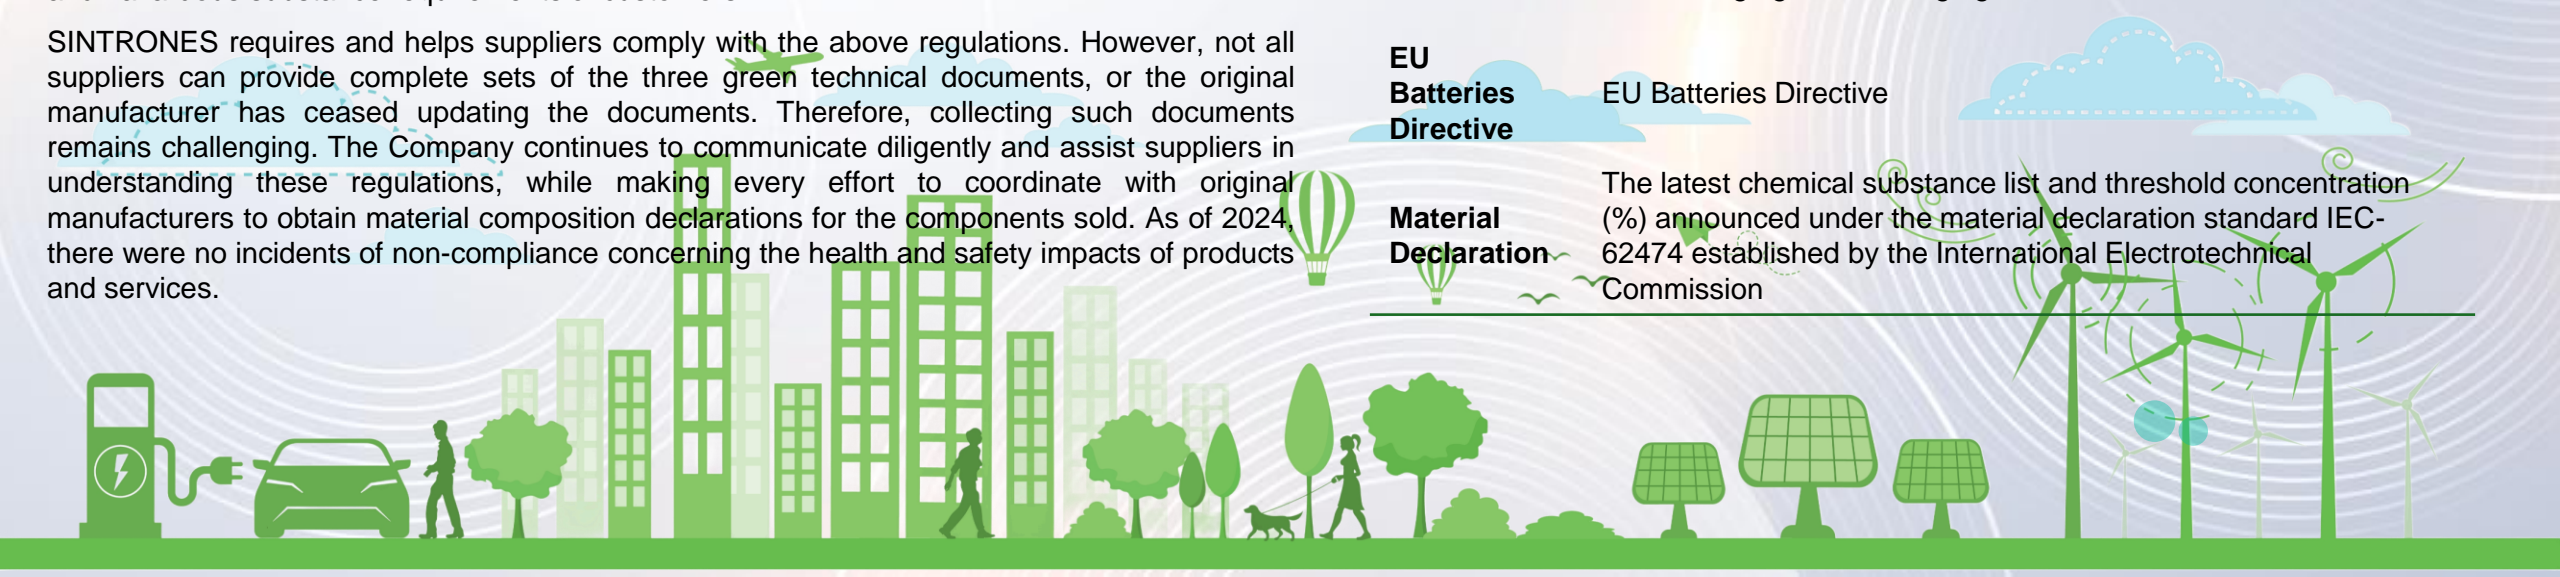 SINTRONES requires and helps suppliers comply with the above regulations. However, not all
suppliers can provide complete sets of the three green technical documents, or the original
manufacturer has ceased updating the documents. Therefore, collecting such documents
remains challenging. The Company continues to communicate diligently and assist suppliers in
understanding these regulations, while making every effort to coordinate with original
manufacturers to obtain material composition declarations for the components sold. As of 2024,
there were no incidents of non-compliance concerning the health and safety impacts of products
and services.
EU
Batteries
Directive
EU Batteries Directive
Material
Declaration
The latest chemical substance list and threshold concentration
(%) announced under the material declaration standard IEC-
62474 established by the International Electrotechnical
Commission